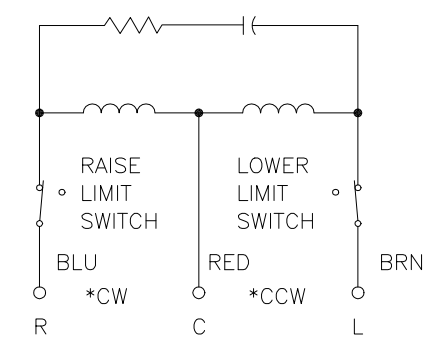 RAISE
LIMIT
SWITCH
LOWER
LIMIT
SWITCH
BLU
RED
BRN
*CW
*CCW
R
C
L